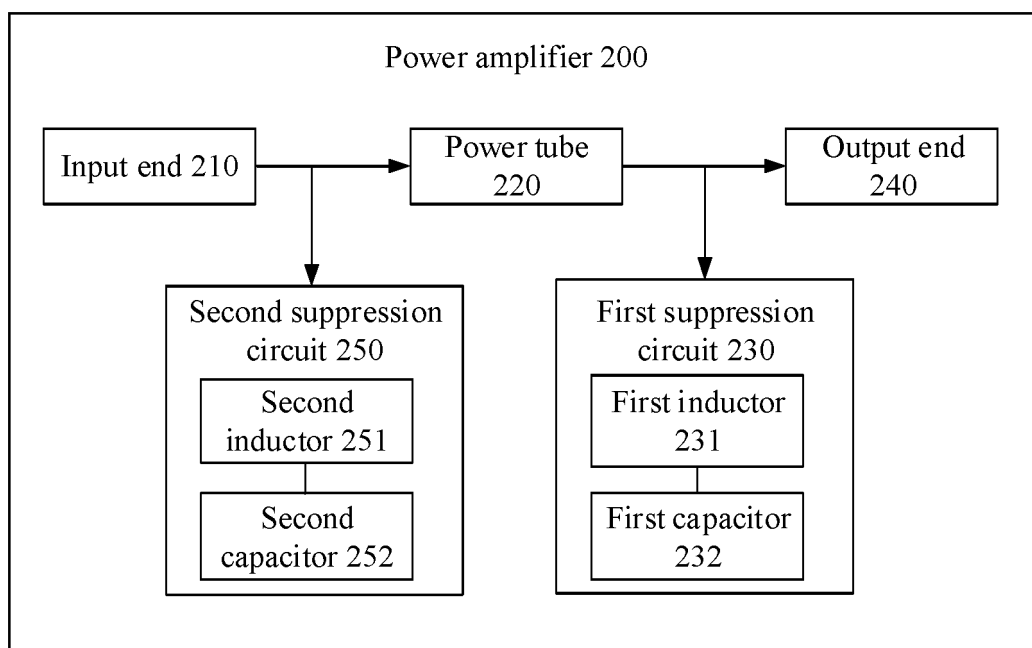 Power amplifier 200
Input end 210
Power tube
220
Output end
240
Second suppression
circuit 250
Second
inductor 251
Second
capacitor 252
First suppression
circuit 230
First inductor
231
First capacitor
232